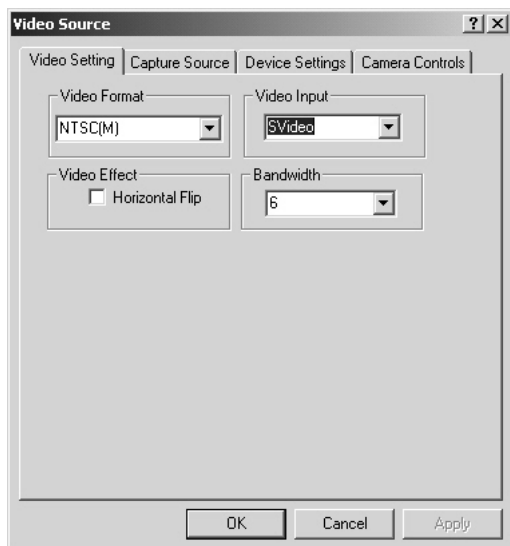 Video Source
Video Setting Capture Source Device Settings Camera Controls
Video Format
NTSC(M)
Video Input
SVideo
Video Effect
Horizontal Flip
Bandwidth
6
OK Cancel Apply